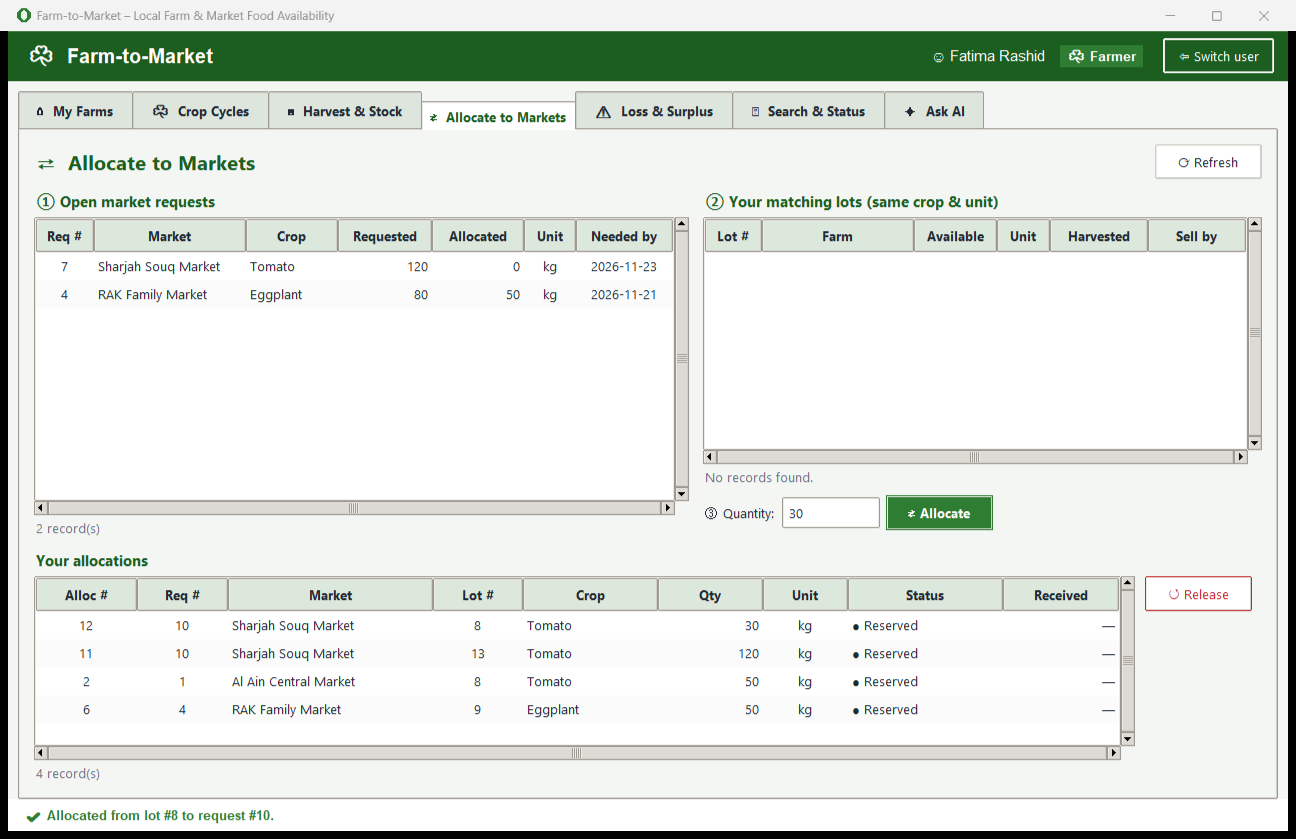 Farm-to-Market – Local Farm & Market Food Availability
Farm-to-Market
Fatima Rashid
Farmer
⇦ Switch user
My Farms
Crop Cycles
Harvest & Stock
Allocate to Markets
Loss & Surplus
Search & Status
Ask AI
⇄ Allocate to Markets
Refresh
① Open market requests
Req # Market Crop Requested Allocated Unit Needed by
7 Sharjah Souq Market Tomato 120 0 kg 2026-11-23
4 RAK Family Market Eggplant 80 50 kg 2026-11-21
2 record(s)
② Your matching lots (same crop & unit)
Lot # Farm Available Unit Harvested Sell by
No records found.
③ Quantity: 30 ⇄ Allocate
Your allocations
Alloc # Req # Market Lot # Crop Qty Unit Status Received
12 10 Sharjah Souq Market 8 Tomato 30 kg ● Reserved —
11 10 Sharjah Souq Market 13 Tomato 120 kg ● Reserved —
2 1 Al Ain Central Market 8 Tomato 50 kg ● Reserved —
6 4 RAK Family Market 9 Eggplant 50 kg ● Reserved —
Release
4 record(s)
✔ Allocated from lot #8 to request #10.